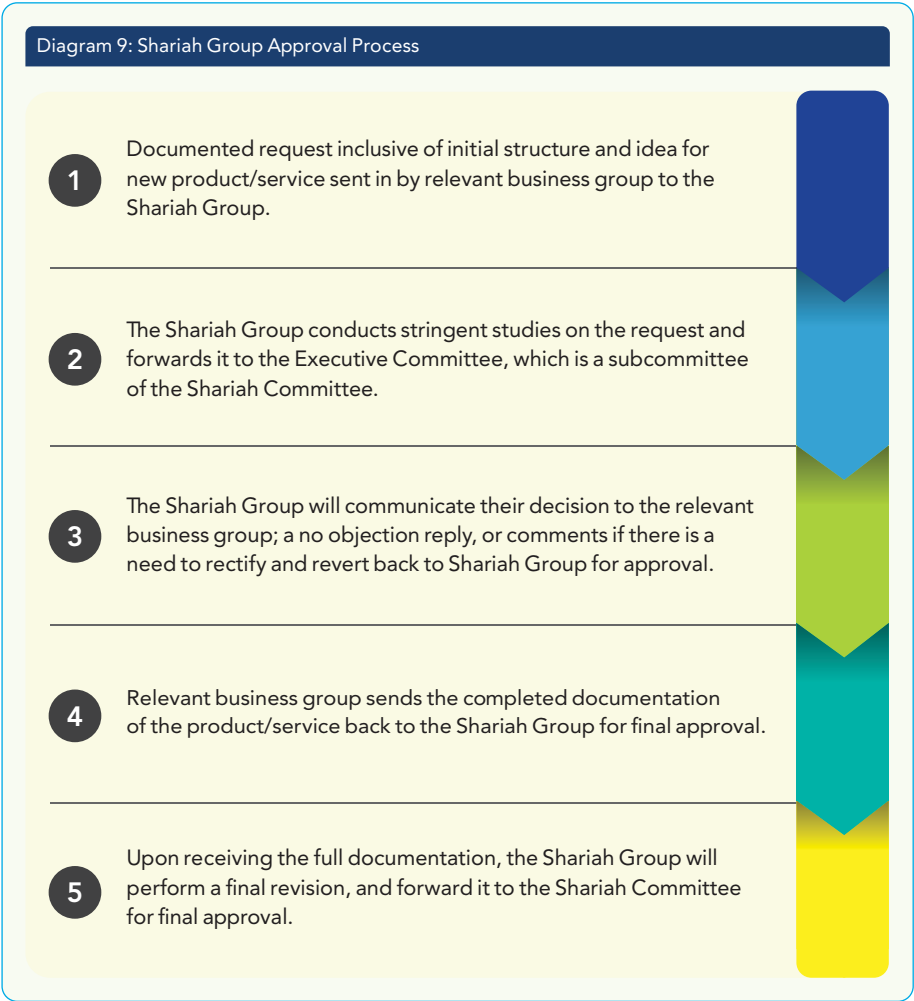 Diagram 9: Shariah Group Approval Process
1
Documented request inclusive of initial structure and idea for
new product/service sent in by relevant business group to the
Shariah Group.
2
The Shariah Group conducts stringent studies on the request and
forwards it to the Executive Committee, which is a subcommittee
of the Shariah Committee.
3
The Shariah Group will communicate their decision to the relevant
business group; a no objection reply, or comments if there is a
need to rectify and revert back to Shariah Group for approval.
4
Relevant business group sends the completed documentation
of the product/service back to the Shariah Group for final approval.
5
Upon receiving the full documentation, the Shariah Group will
perform a final revision, and forward it to the Shariah Committee
for final approval.